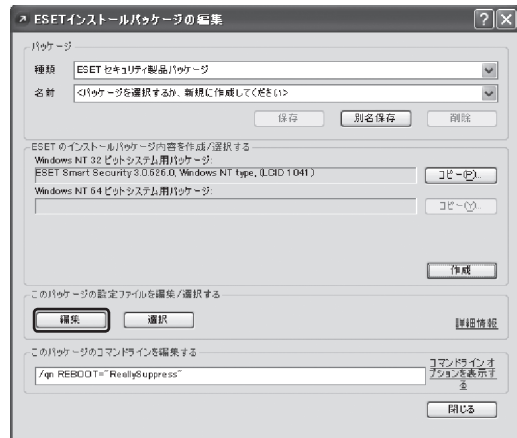 ESETインストールパッケージの編集
パッケージ
種類 ESET セキュリティ製品パッケージ
名前 <パッケージを選択するか、新規に作成してください>
保存 別名保存 削除
ESET のインストールパッケージ内容を作成/選択する
Windows NT 32 ビットシステム用パッケージ:
ESET Smart Security 3.0.626.0, Windows NT type, (LCID 1041)
コピー(P)...
Windows NT 64 ビットシステム用パッケージ:
コピー(Y)...
作成
このパッケージの設定ファイルを編集/選択する
編集 選択 詳細情報
このパッケージのコマンドラインを編集する
/qn REBOOT="ReallySuppress"
コマンドライン オ
プションを表示す
る
閉じる